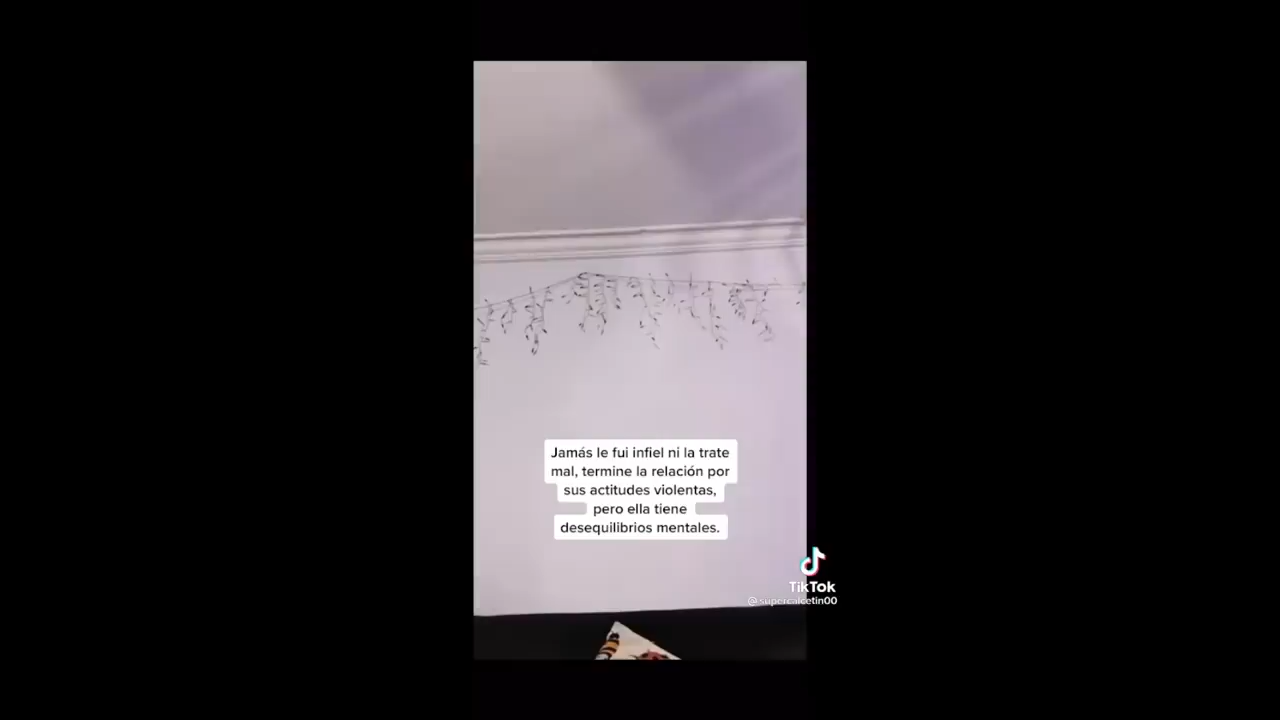 Jamás le fui infiel ni la trate
mal, termine la relación por
sus actitudes violentas,
pero ella tiene
desequilibrios mentales.
TikTok
@supercalcetin00